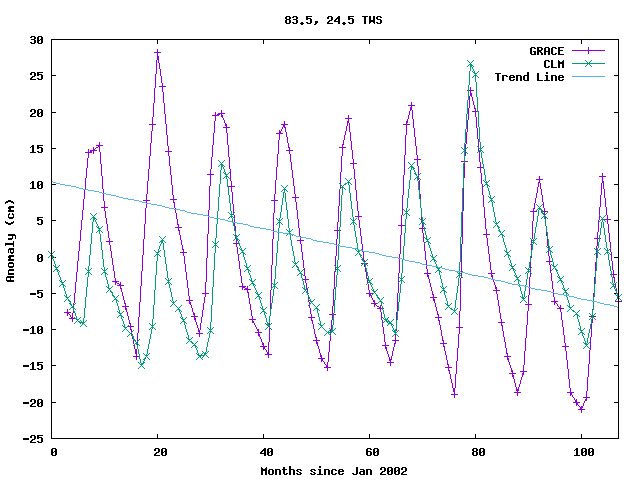 83.5, 24.5 TWS
GRACE
CLM
Trend Line
30
25
20
15
10
5
0
-5
-10
-15
-20
-25
Anomaly (cm)
0 20 40 60 80 100
Months since Jan 2002